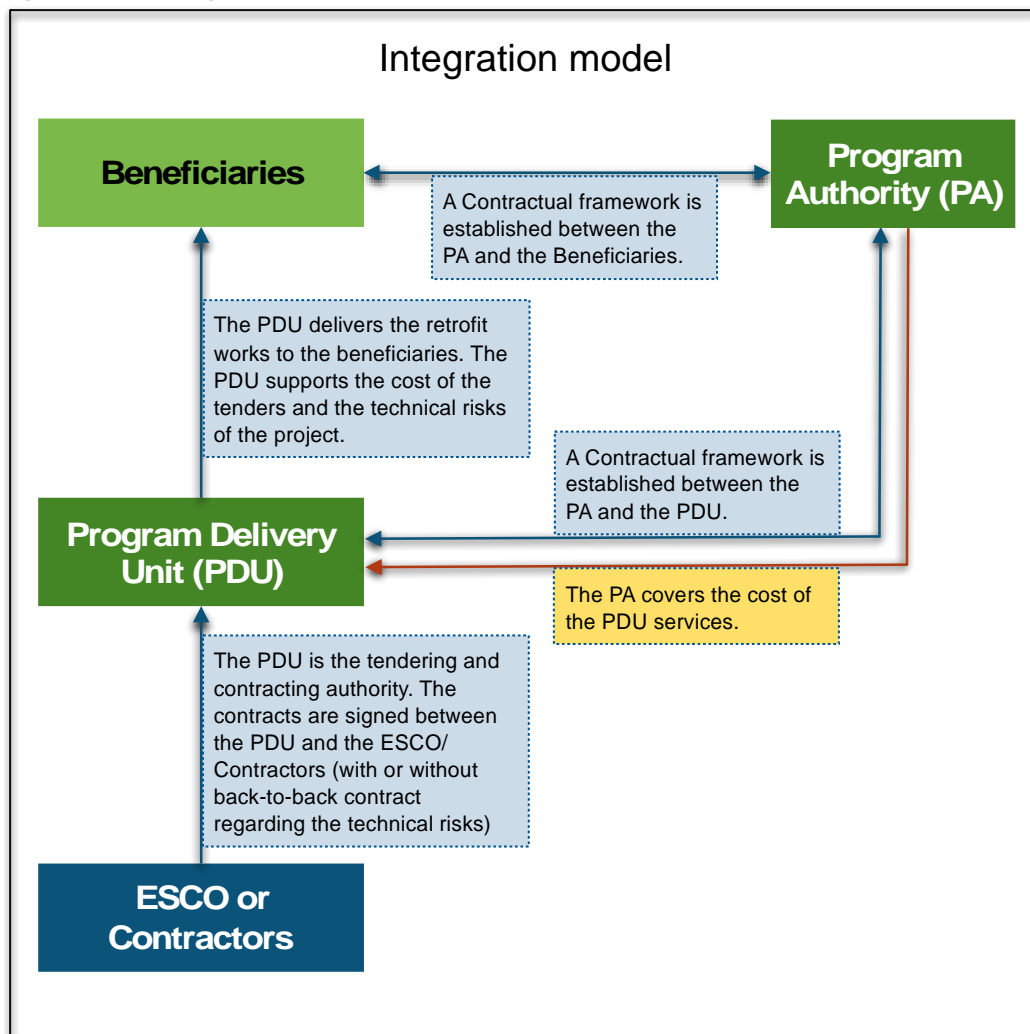 Integration model
Beneficiaries
Program
Authority (PA)
A Contractual framework is
established between the
PA and the Beneficiaries.
The PDU delivers the retrofit
works to the beneficiaries. The
PDU supports the cost of the
tenders and the technical risks
of the project.
A Contractual framework is
established between the
PA and the PDU.
Program Delivery
Unit (PDU)
The PA covers the cost of
the PDU services.
The PDU is the tendering and
contracting authority. The
contracts are signed between
the PDU and the ESCO/
Contractors (with or without
back-to-back contract
regarding the technical risks)
ESCO or
Contractors